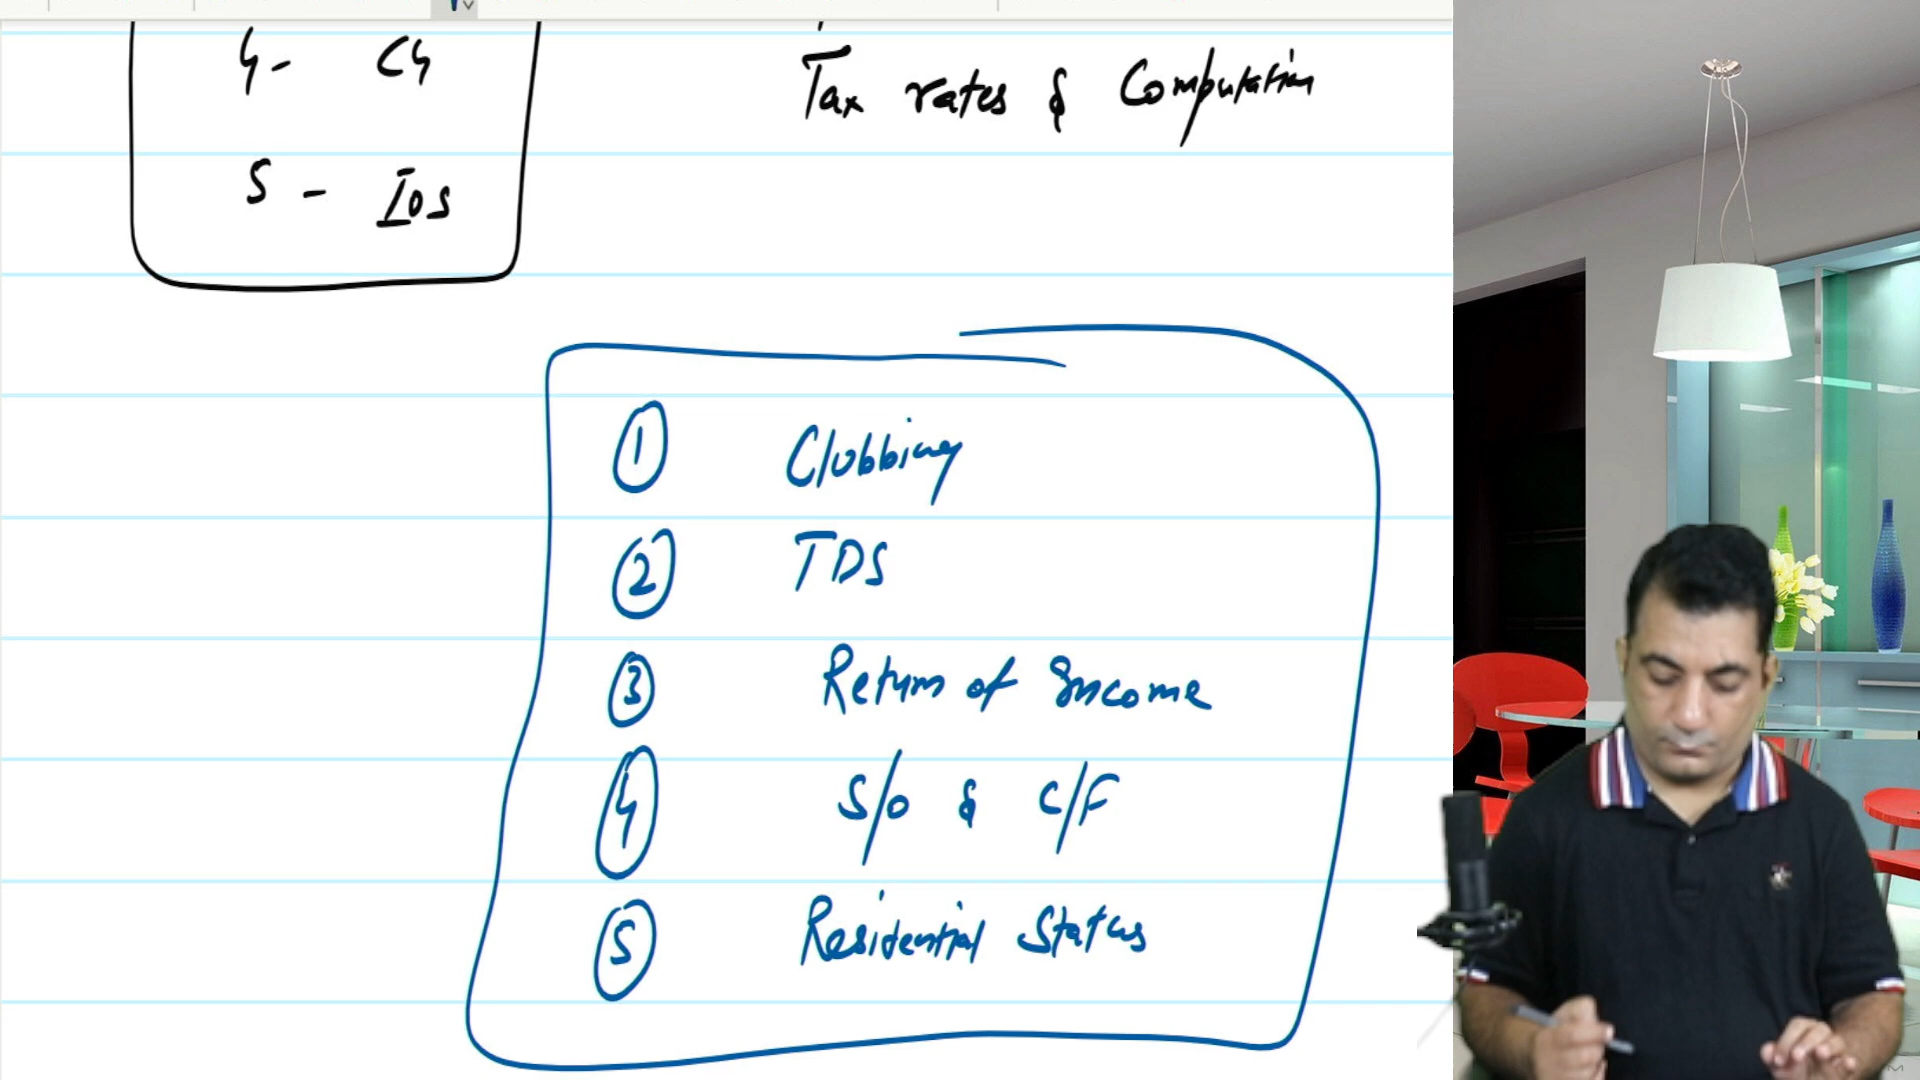 4 - CG
Tax rates & Computation
5 - IOS
1 Clubbing
2 TDS
3 Return of Income
4 S/O & C/F
5 Residential Status